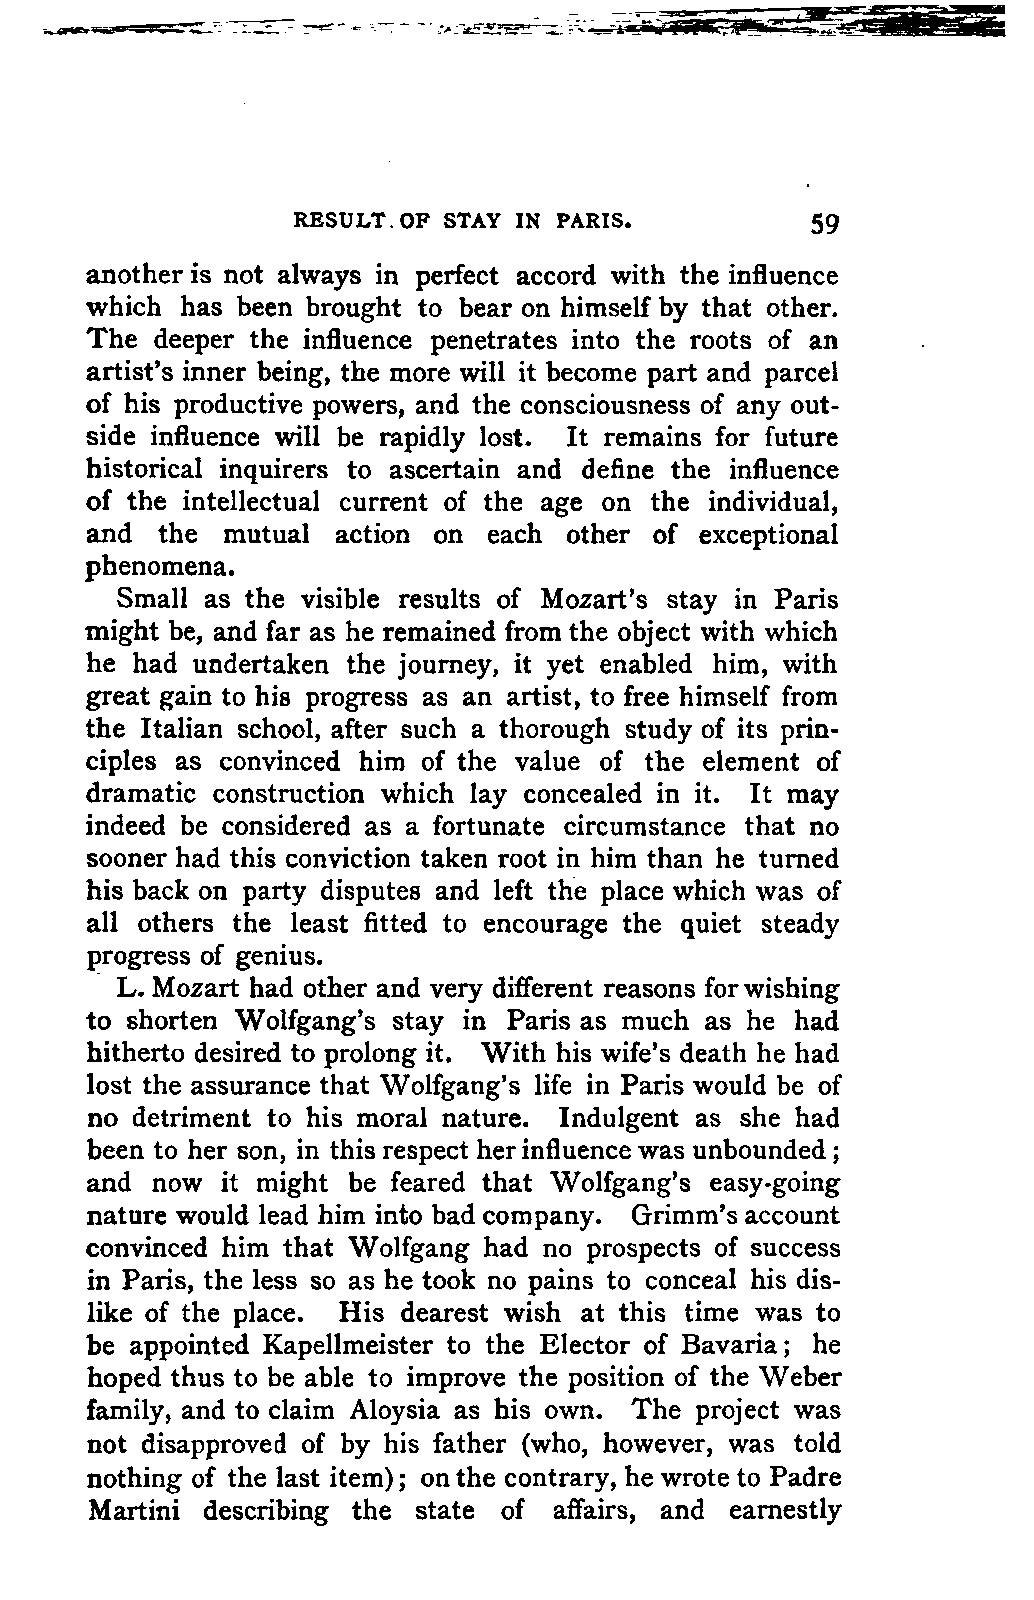 RESULT. OF STAY IN PARIS. 59
another is not always in perfect accord with the influence
which has been brought to bear on himself by that other.
The deeper the influence penetrates into the roots of an
artist's inner being, the more will it become part and parcel
of his productive powers, and the consciousness of any out-
side influence will be rapidly lost. It remains for future
historical inquirers to ascertain and define the influence
of the intellectual current of the age on the individual,
and the mutual action on each other of exceptional
phenomena.
Small as the visible results of Mozart's stay in Paris
might be, and far as he remained from the object with which
he had undertaken the journey, it yet enabled him, with
great gain to his progress as an artist, to free himself from
the Italian school, after such a thorough study of its prin-
ciples as convinced him of the value of the element of
dramatic construction which lay concealed in it. It may
indeed be considered as a fortunate circumstance that no
sooner had this conviction taken root in him than he turned
his back on party disputes and left the place which was of
all others the least fitted to encourage the quiet steady
progress of genius.
L. Mozart had other and very different reasons for wishing
to shorten Wolfgang's stay in Paris as much as he had
hitherto desired to prolong it. With his wife's death he had
lost the assurance that Wolfgang's life in Paris would be of
no detriment to his moral nature. Indulgent as she had
been to her son, in this respect her influence was unbounded;
and now it might be feared that Wolfgang's easy-going
nature would lead him into bad company. Grimm's account
convinced him that Wolfgang had no prospects of success
in Paris, the less so as he took no pains to conceal his dis-
like of the place. His dearest wish at this time was to
be appointed Kapellmeister to the Elector of Bavaria; he
hoped thus to be able to improve the position of the Weber
family, and to claim Aloysia as his own. The project was
not disapproved of by his father (who, however, was told
nothing of the last item); on the contrary, he wrote to Padre
Martini describing the state of affairs, and earnestly